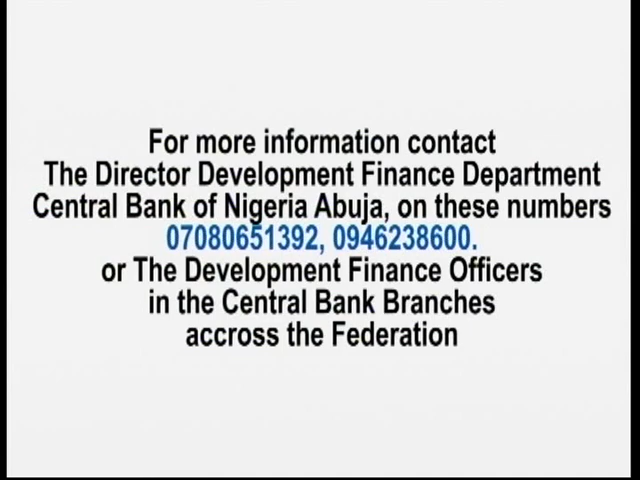 For more information contact
The Director Development Finance Department
Central Bank of Nigeria Abuja, on these numbers
07080651392, 0946238600.
or The Development Finance Officers
in the Central Bank Branches
accross the Federation